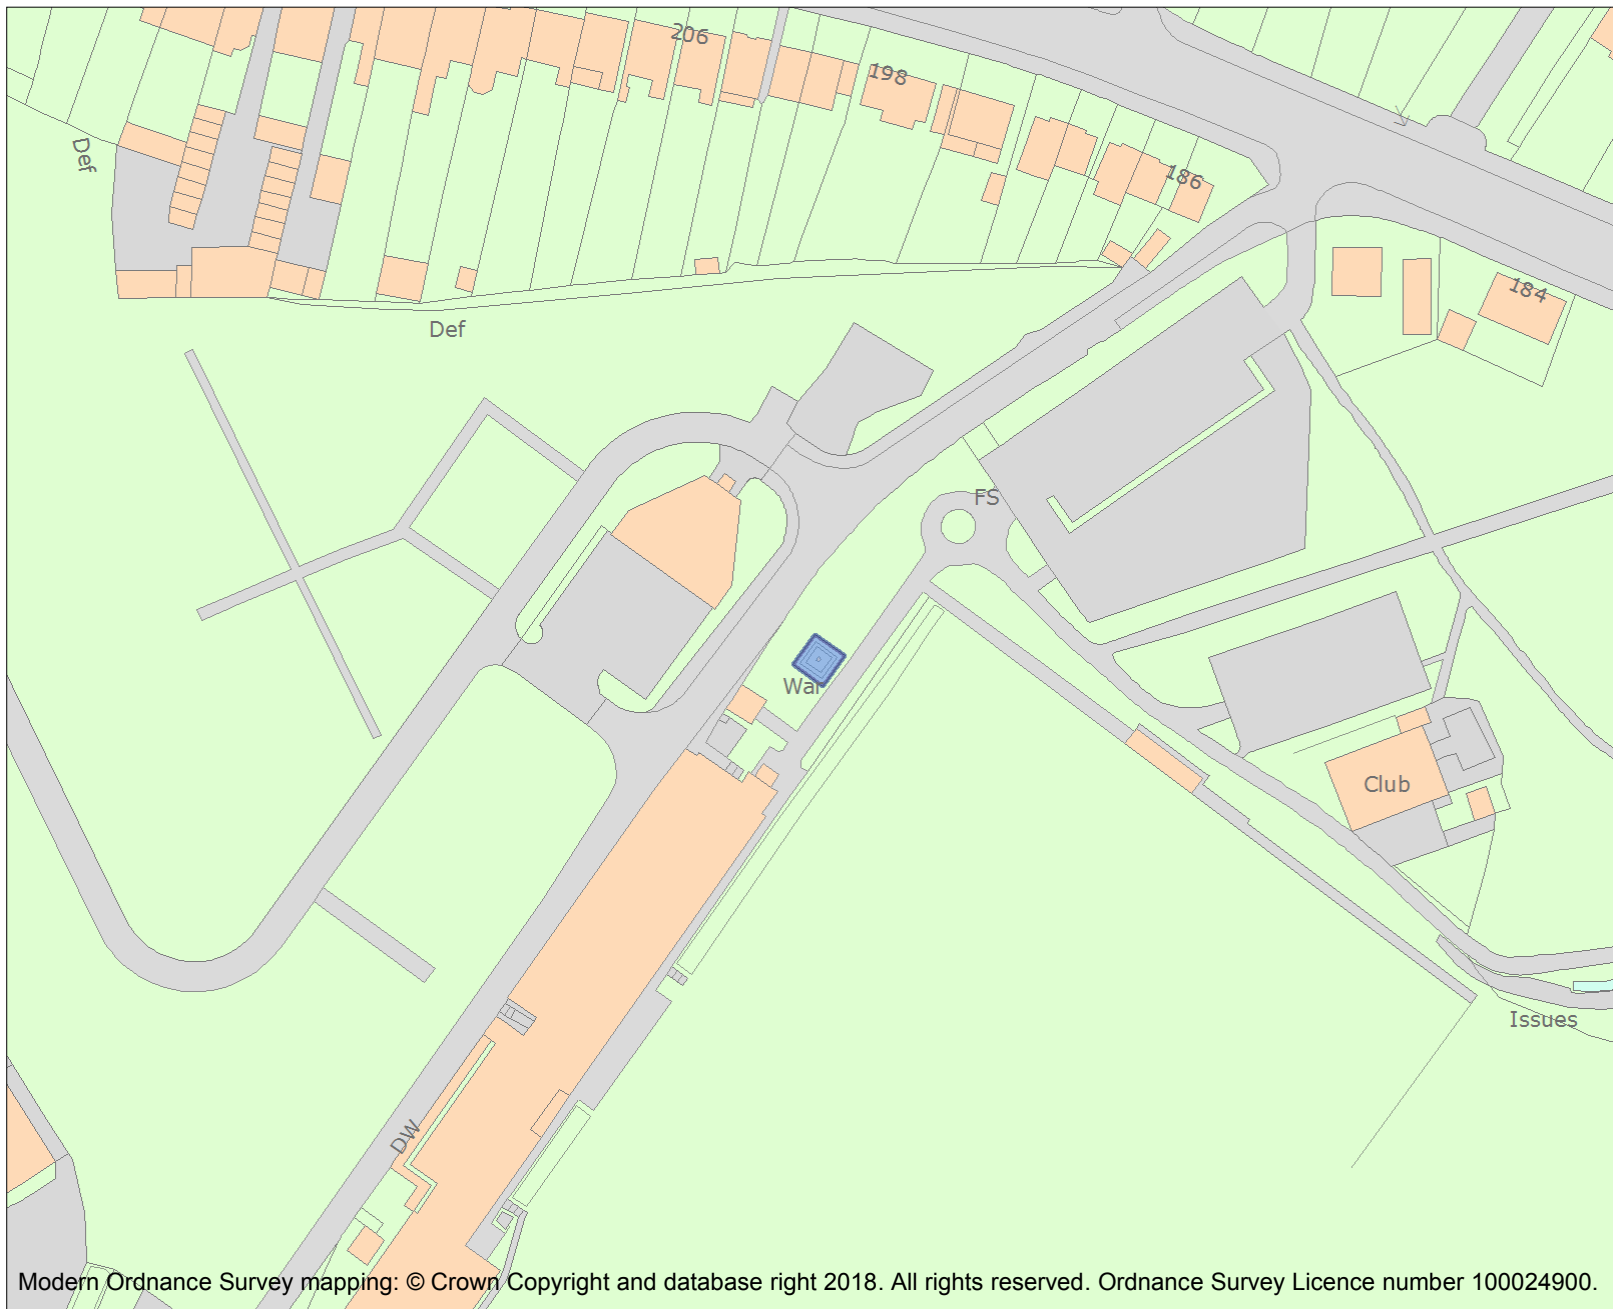 206
198
Def
186
184
Def
FS
War
Club
Issues
DW
Modern Ordnance Survey mapping: © Crown Copyright and database right 2018. All rights reserved. Ordnance Survey Licence number 100024900.